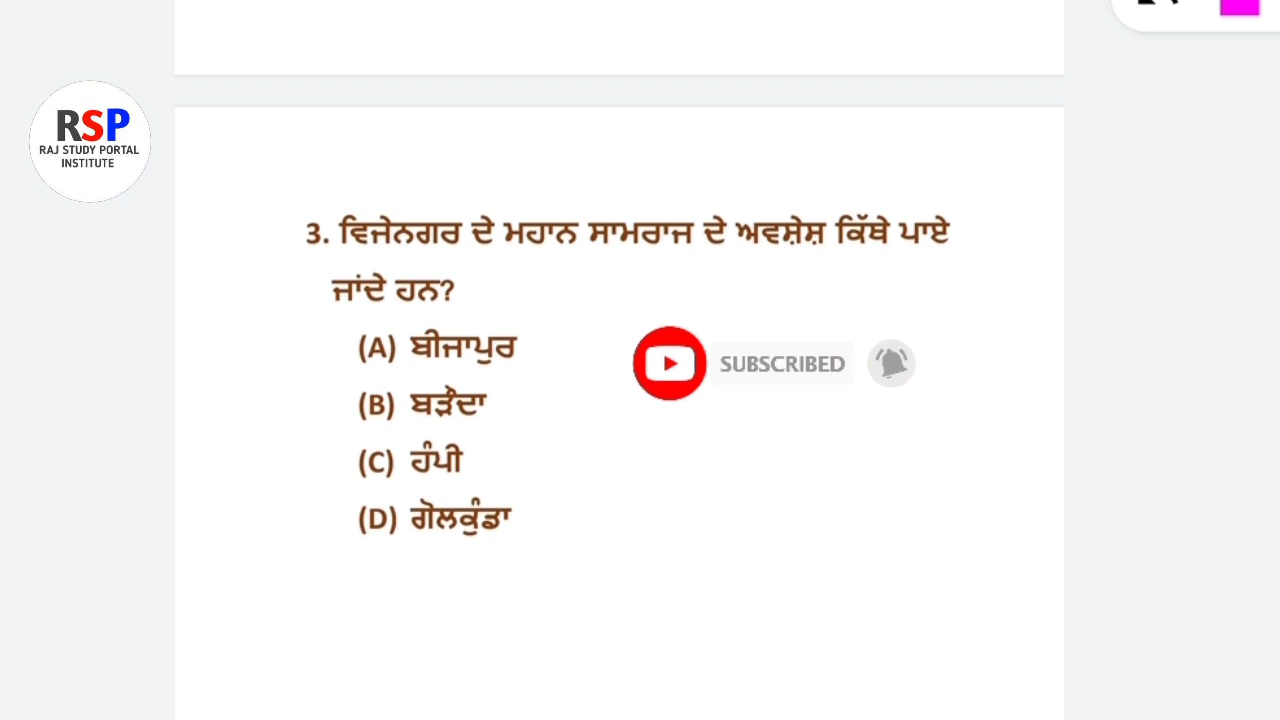 RSP
RAJ STUDY PORTAL
INSTITUTE
3. ਵਿਜੇਨਗਰ ਦੇ ਮਹਾਨ ਸਾਮਰਾਜ ਦੇ ਅਵਸ਼ੇਸ਼ ਕਿੱਥੇ ਪਾਏ
ਜਾਂਦੇ ਹਨ?
(A) ਬੀਜਾਪੁਰ
SUBSCRIBED
(B) ਬੜੌਦਾ
(C) ਹੰਪੀ
(D) ਗੋਲਕੁੰਡਾ